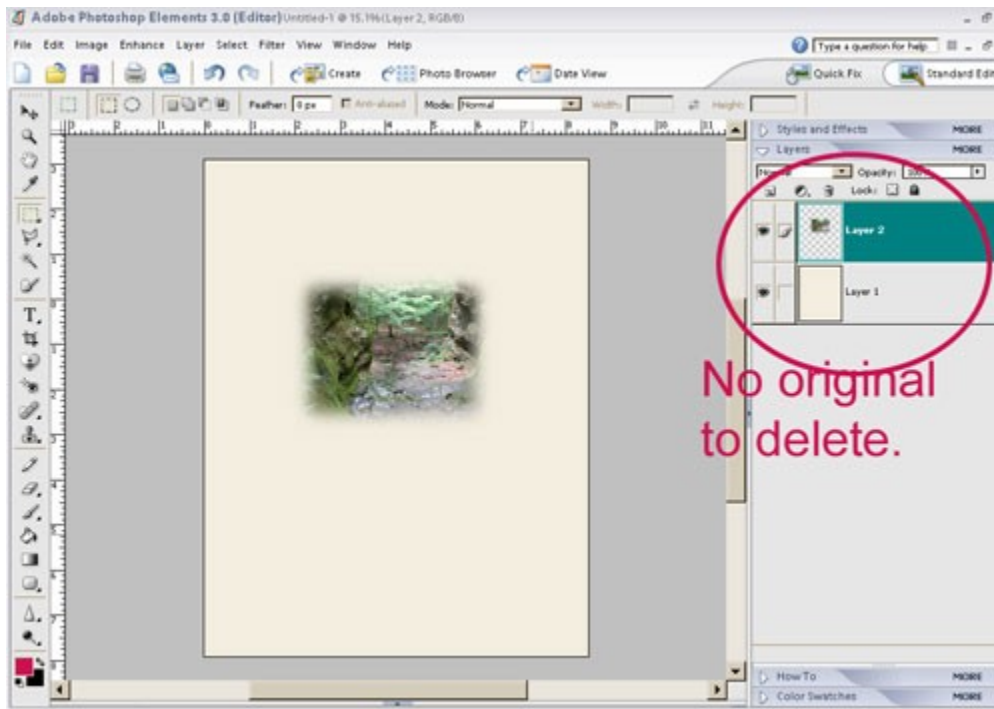 Adobe Photoshop Elements 3.0 (Editor) Untitled-1 @ 15.1% (Layer 2, RGB/8)
File Edit Image Enhance Layer Select Filter View Window Help
Type a question for help
Create Photo Browser Date View
Quick Fix
Standard Edit
Feather: 0 px Anti-aliased Mode: Normal Width: Height:
Styles and Effects MORE
Layers MORE
Normal Opacity:
Lock:
Layer 2
Layer 1
No original
to delete.
How To MORE
Color Swatches MORE